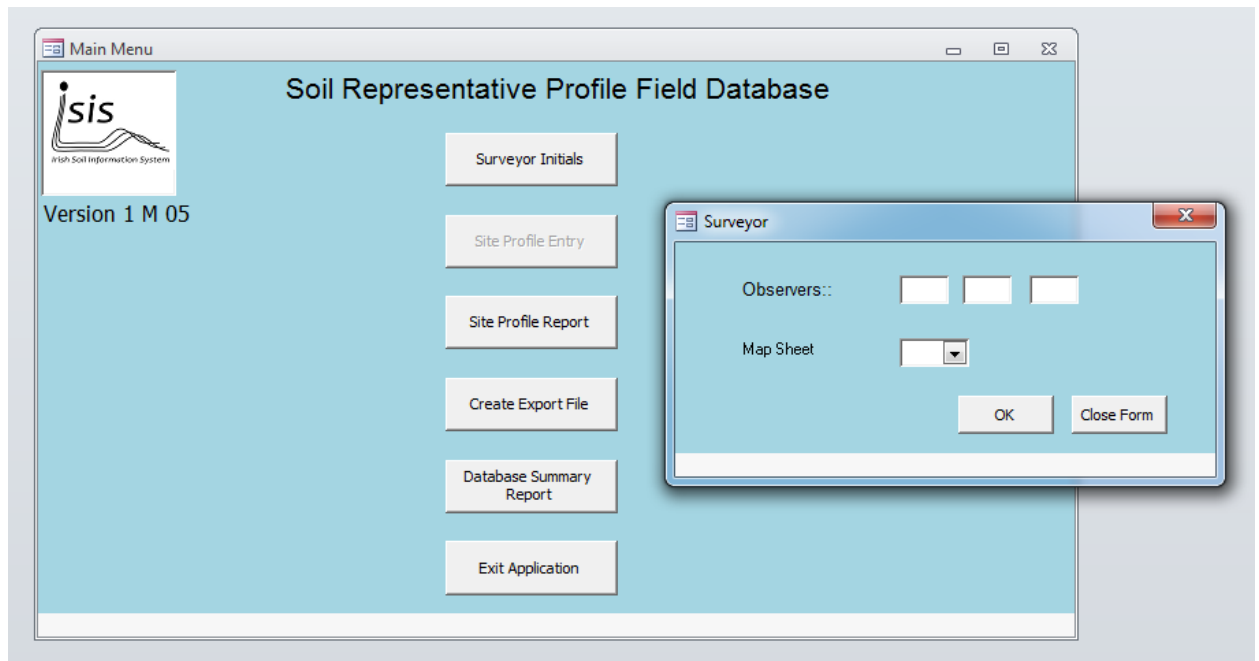 Main Menu
Soil Representative Profile Field Database
isis
Irish Soil Information System
Version 1 M 05
Surveyor Initials
Site Profile Entry
Site Profile Report
Create Export File
Database Summary
Report
Exit Application
Surveyor
Observers::
Map Sheet
OK Close Form